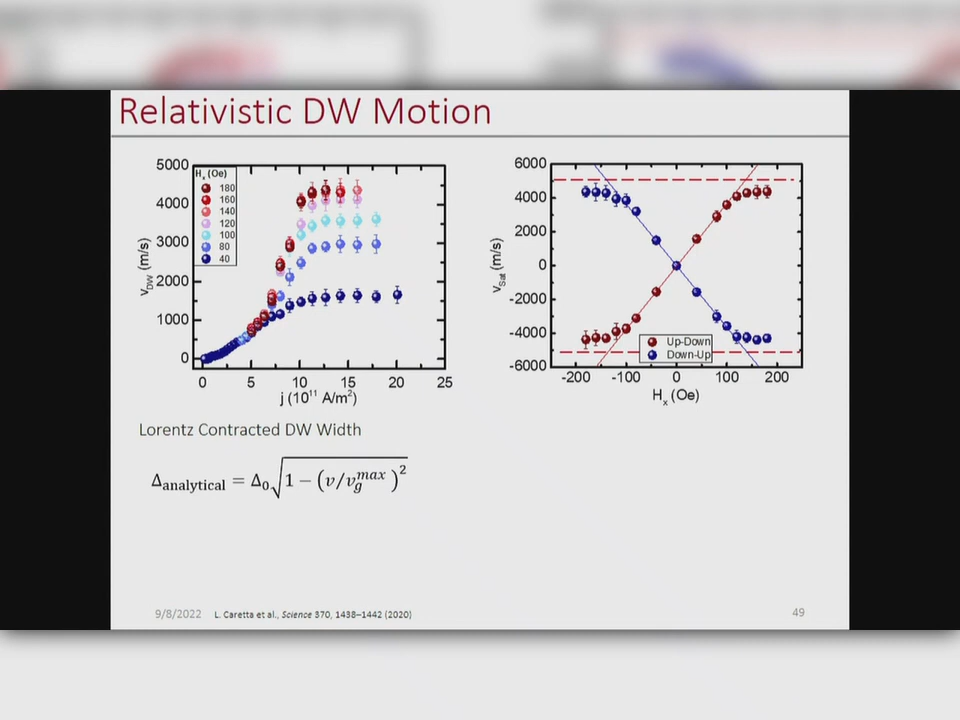 Relativistic DW Motion
5000
4000
3000
2000
1000
0
v_DW (m/s)
H_x (Oe)
180
160
140
120
100
80
40
0 5 10 15 20 25
j (10^11 A/m^2)
6000
4000
2000
0
-2000
-4000
-6000
v_Sat (m/s)
Up-Down
Down-Up
-200 -100 0 100 200
H_x (Oe)
Lorentz Contracted DW Width
Δ_analytical = Δ_0 √(1 − (v/v_g^max)^2)
9/8/2022 L. Caretta et al., Science 370, 1438–1442 (2020) 49